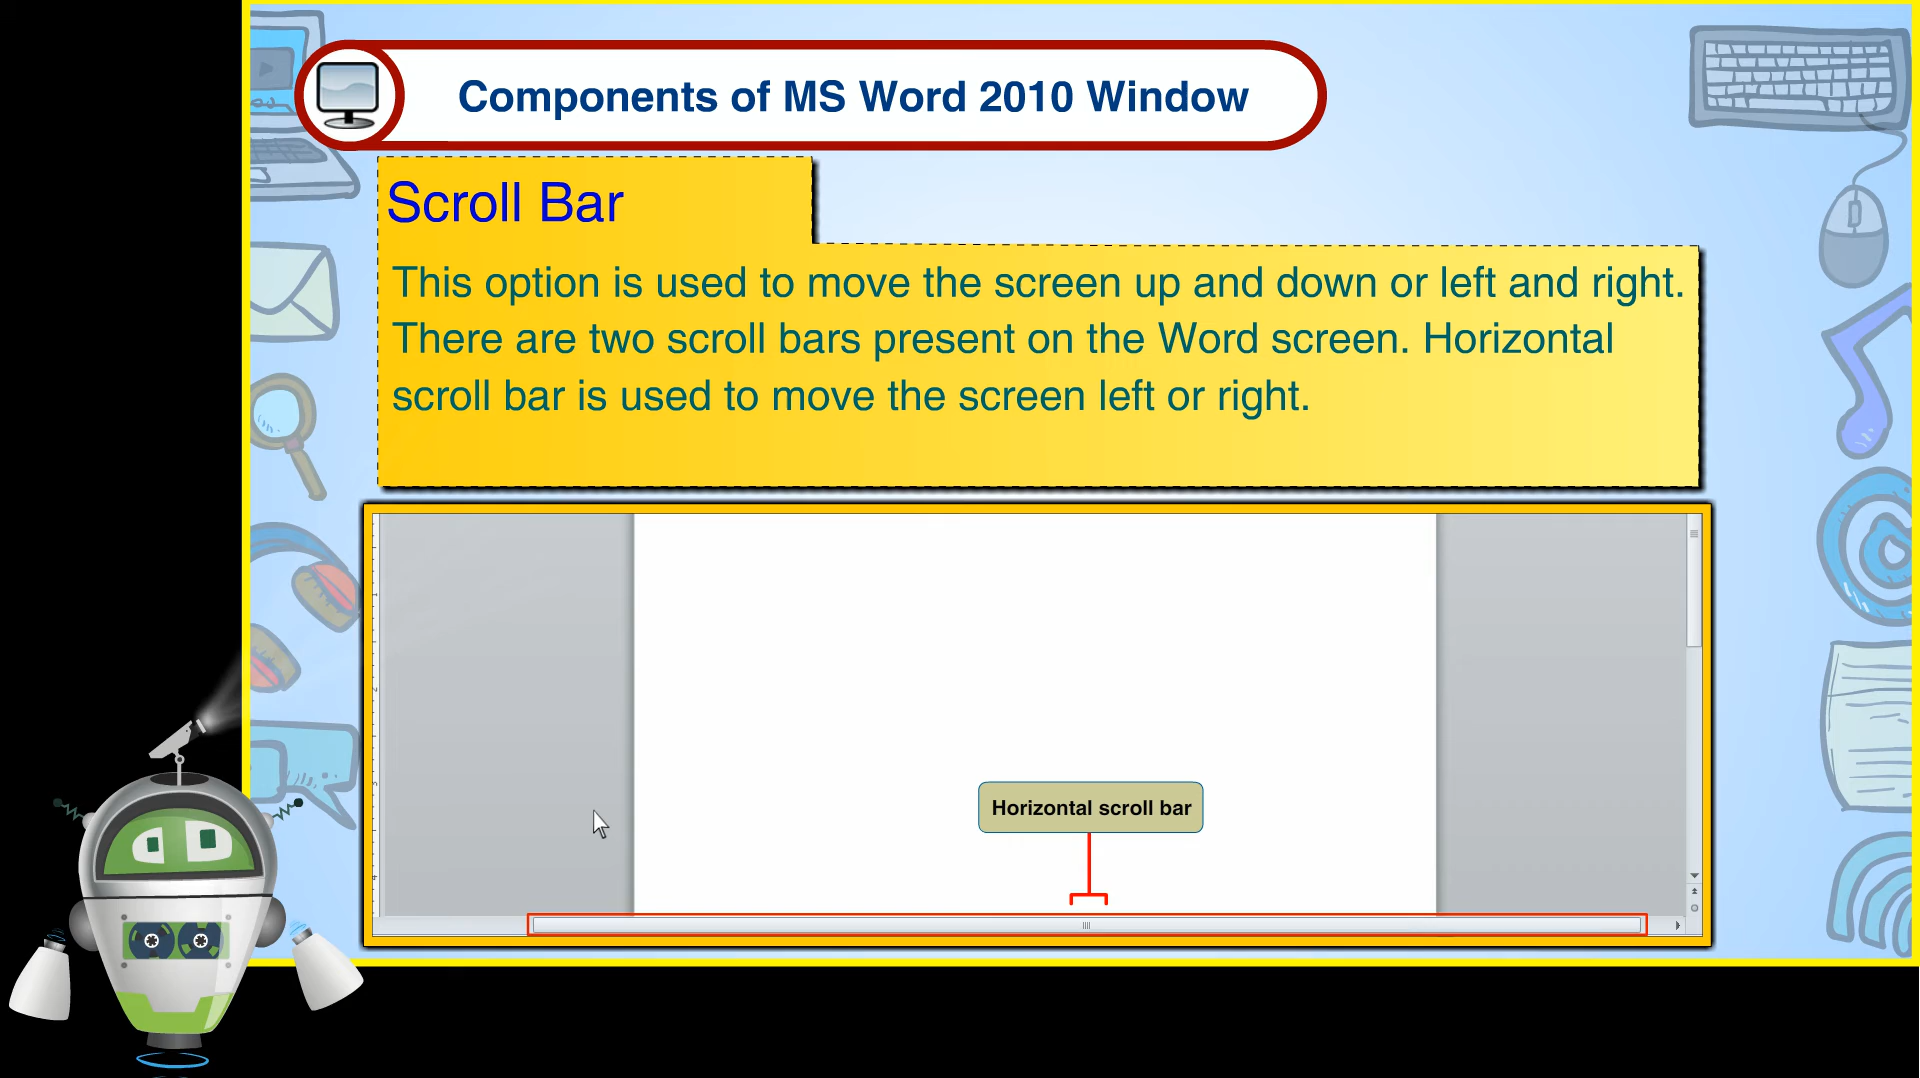 Components of MS Word 2010 Window
Scroll Bar
This option is used to move the screen up and down or left and right.
There are two scroll bars present on the Word screen. Horizontal
scroll bar is used to move the screen left or right.
Horizontal scroll bar